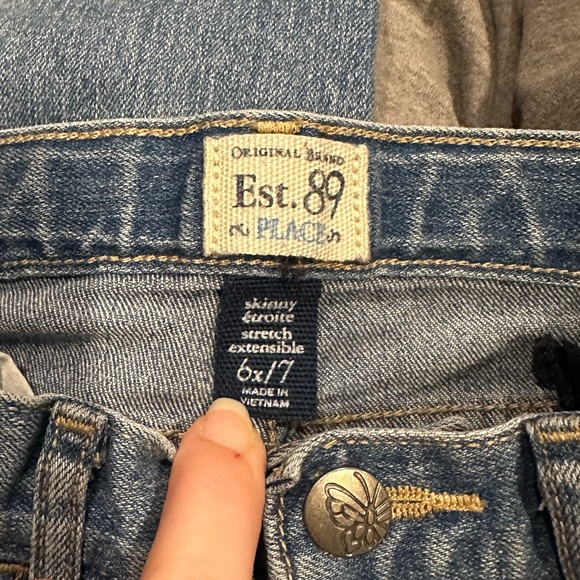 ORIGINAL BRAND
Est. 89
PLACE
skinny
étroite
stretch
extensible
6x/7
MADE IN
VIETNAM